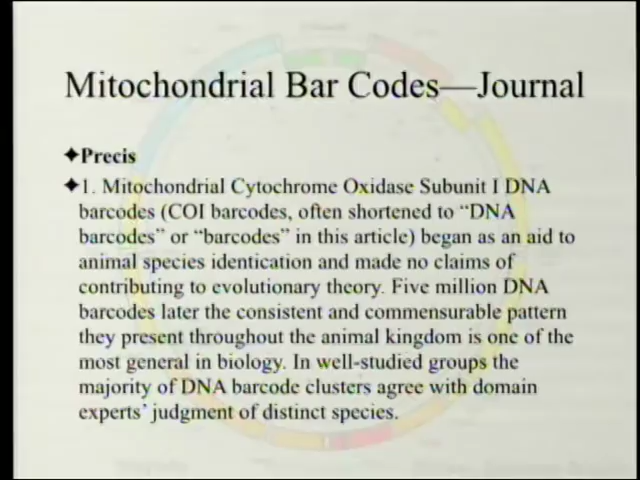 Mitochondrial Bar Codes—Journal
✦Precis
✦1. Mitochondrial Cytochrome Oxidase Subunit I DNA
barcodes (COI barcodes, often shortened to “DNA
barcodes” or “barcodes” in this article) began as an aid to
animal species identication and made no claims of
contributing to evolutionary theory. Five million DNA
barcodes later the consistent and commensurable pattern
they present throughout the animal kingdom is one of the
most general in biology. In well-studied groups the
majority of DNA barcode clusters agree with domain
experts’ judgment of distinct species.